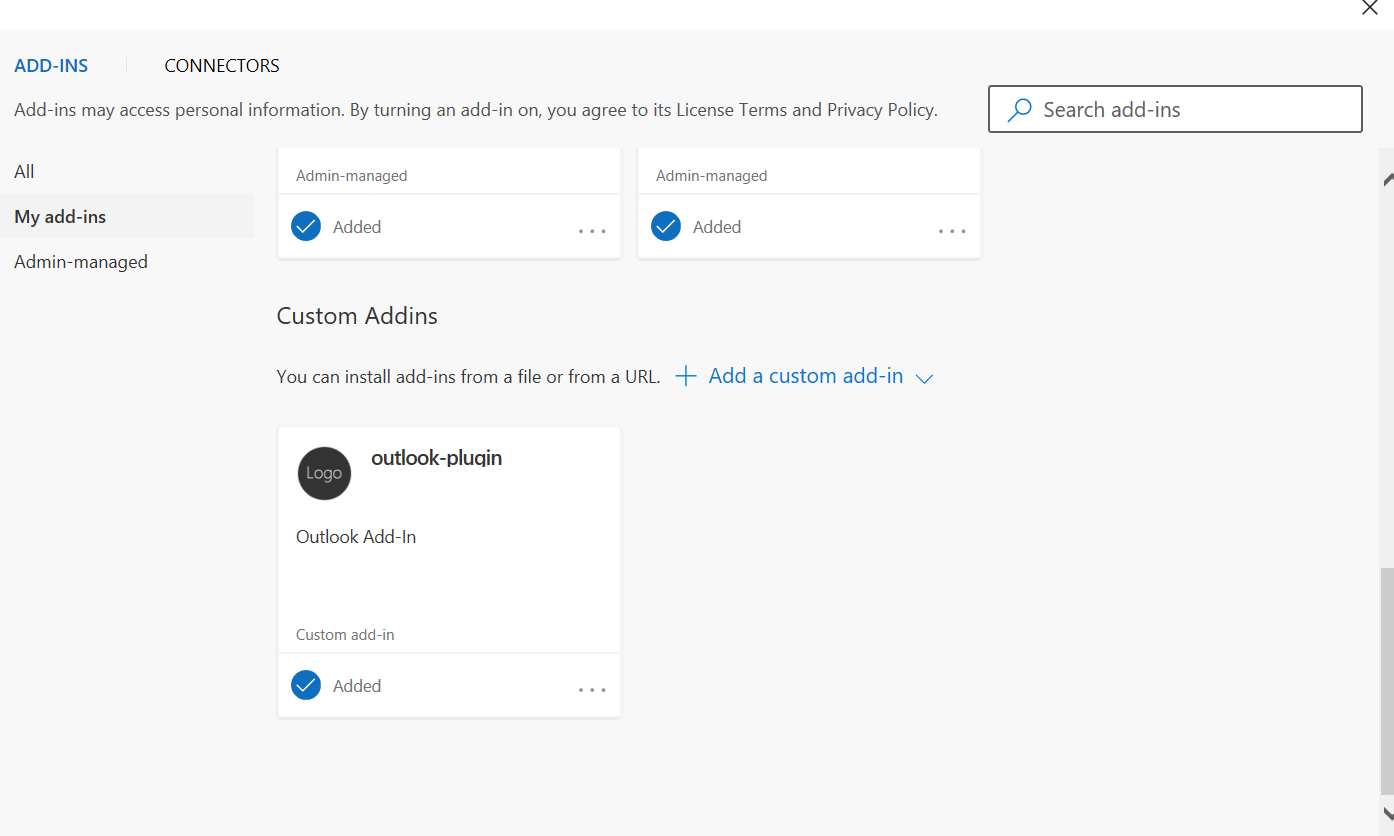 ADD-INS
CONNECTORS
Add-ins may access personal information. By turning an add-in on, you agree to its License Terms and Privacy Policy.
Search add-ins
All
My add-ins
Admin-managed
Admin-managed
Admin-managed
Added
Added
Custom Addins
You can install add-ins from a file or from a URL.
Add a custom add-in
Logo
outlook-plugin
Outlook Add-In
Custom add-in
Added